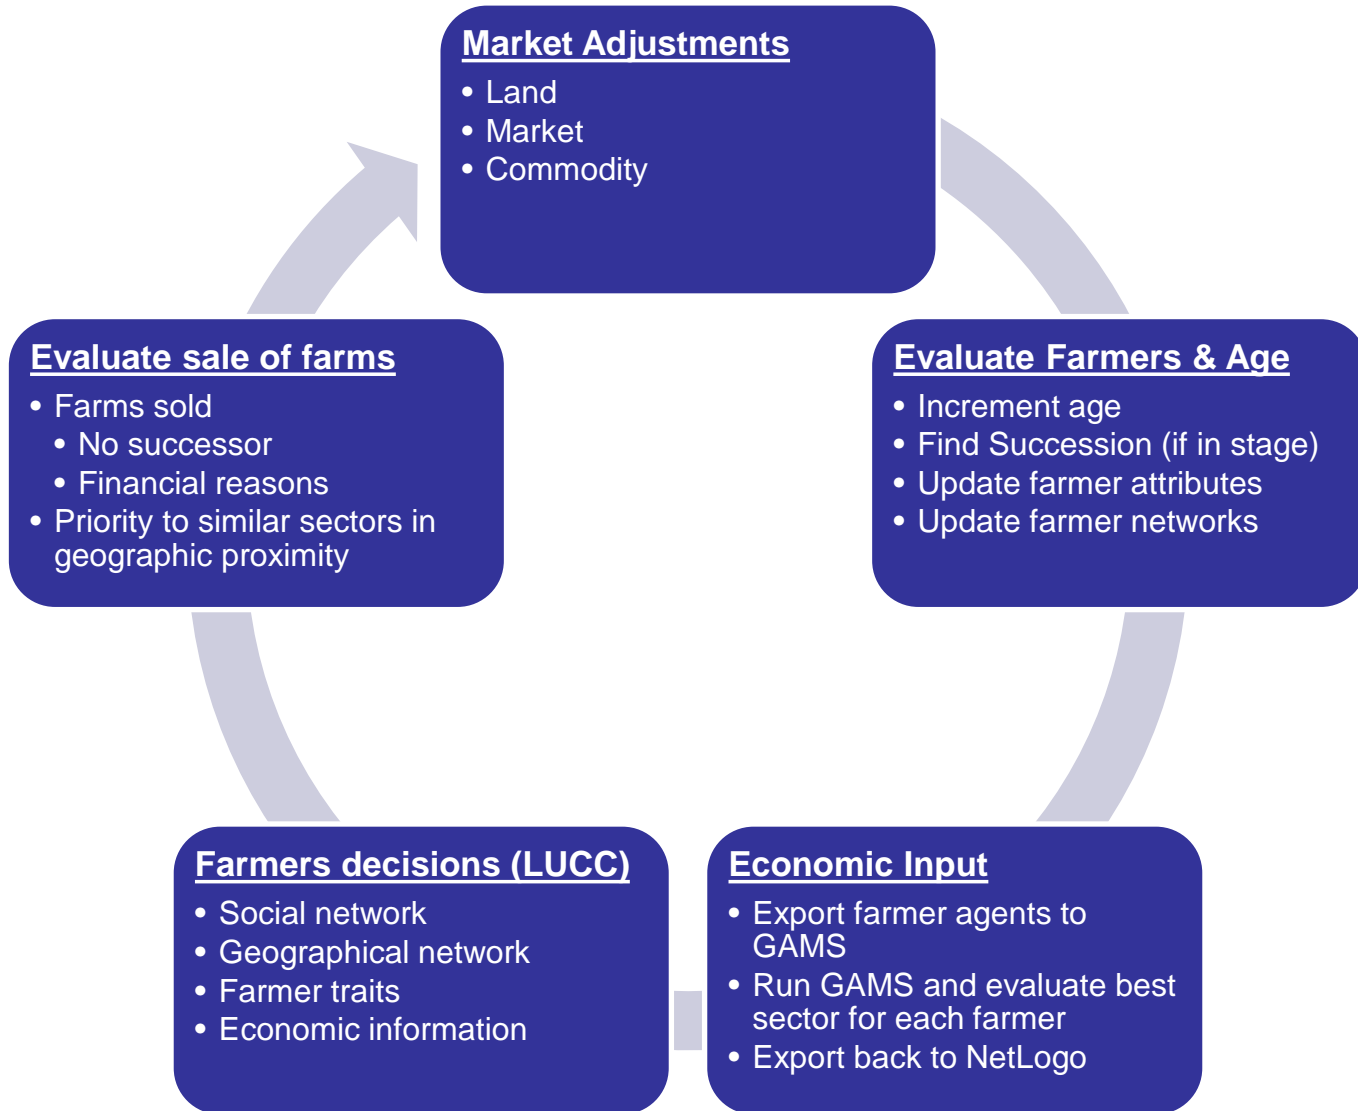 Market Adjustments
• Land
• Market
• Commodity
Evaluate Farmers & Age
• Increment age
• Find Succession (if in stage)
• Update farmer attributes
• Update farmer networks
Economic Input
• Export farmer agents to
GAMS
• Run GAMS and evaluate best
sector for each farmer
• Export back to NetLogo
Farmers decisions (LUCC)
• Social network
• Geographical network
• Farmer traits
• Economic information
Evaluate sale of farms
• Farms sold
• No successor
• Financial reasons
• Priority to similar sectors in
geographic proximity